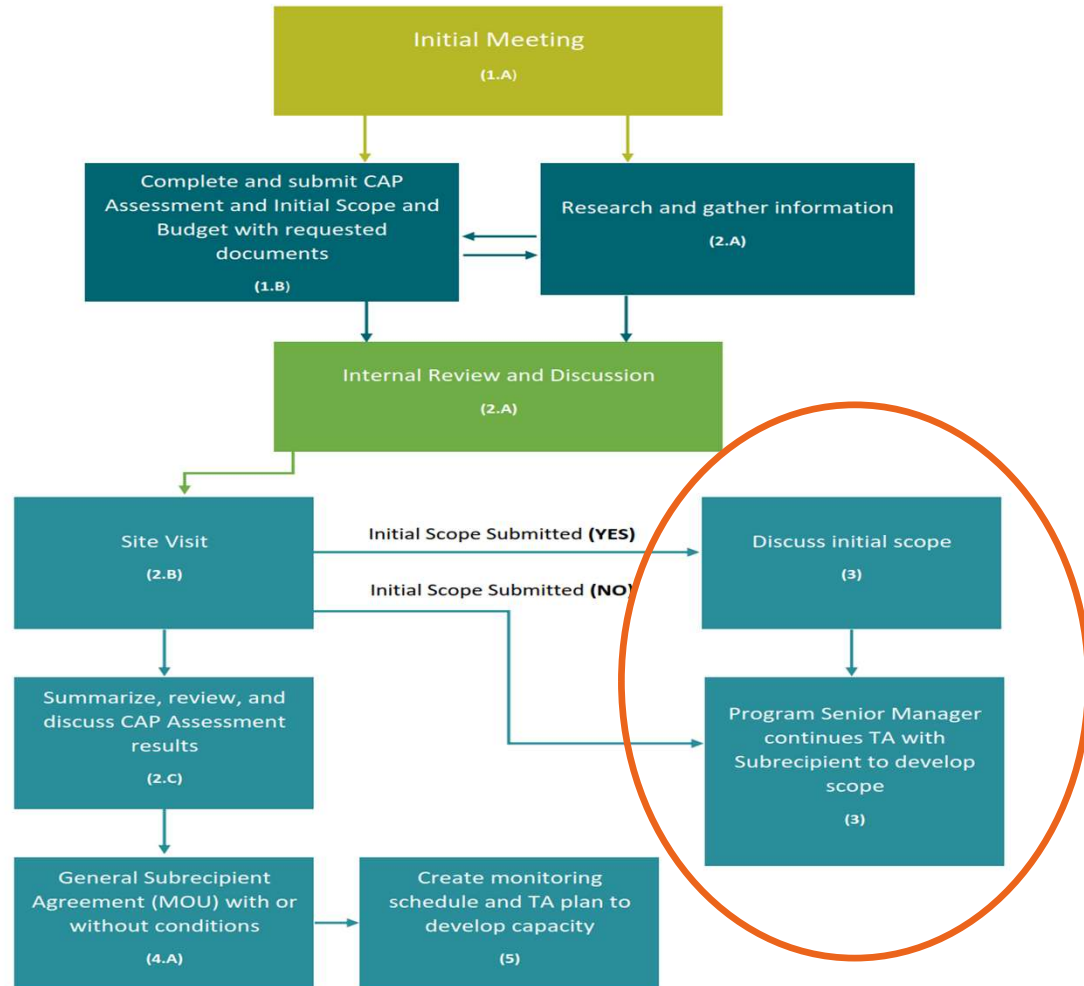 Initial Meeting
(1.A)
Complete and submit CAP
Assessment and Initial Scope and
Budget with requested
documents
(1.B)
Research and gather information
(2.A)
Internal Review and Discussion
(2.A)
Site Visit
(2.B)
Initial Scope Submitted (YES)
Initial Scope Submitted (NO)
Discuss initial scope
(3)
Summarize, review, and
discuss CAP Assessment
results
(2.C)
Program Senior Manager
continues TA with
Subrecipient to develop
scope
(3)
General Subrecipient
Agreement (MOU) with or
without conditions
(4.A)
Create monitoring
schedule and TA plan to
develop capacity
(5)